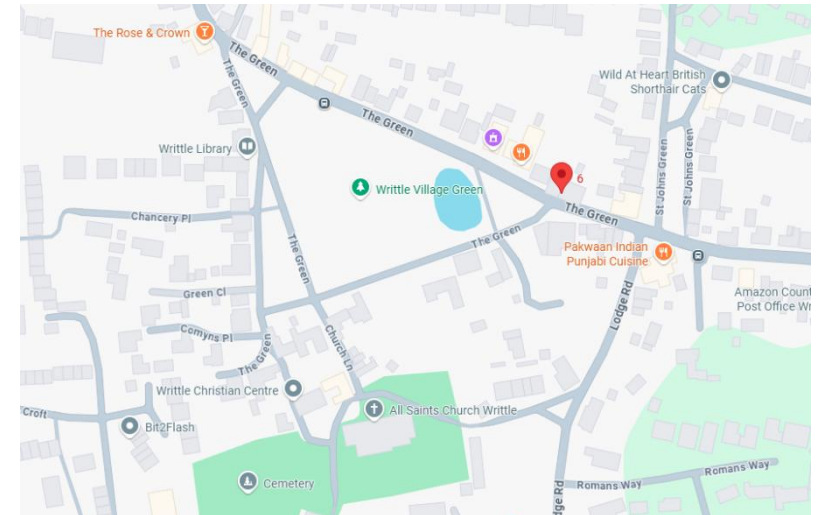 The Rose & Crown
The Green
The Green
The Green
Wild At Heart British
Shorthair Cats
Writtle Library
6
St Johns Green
St Johns Green
Writtle Village Green
The Green
Chancery Pl
The Green
The Green
Pakwaan Indian
Punjabi Cuisine
Green Cl
Lodge Rd
Amazon Count
Post Office Wr
Comyns Pl
The Green
Church Ln
Writtle Christian Centre
All Saints Church Writtle
Croft
Bit2Flash
Cemetery
Romans Way
Romans Way
dge Rd